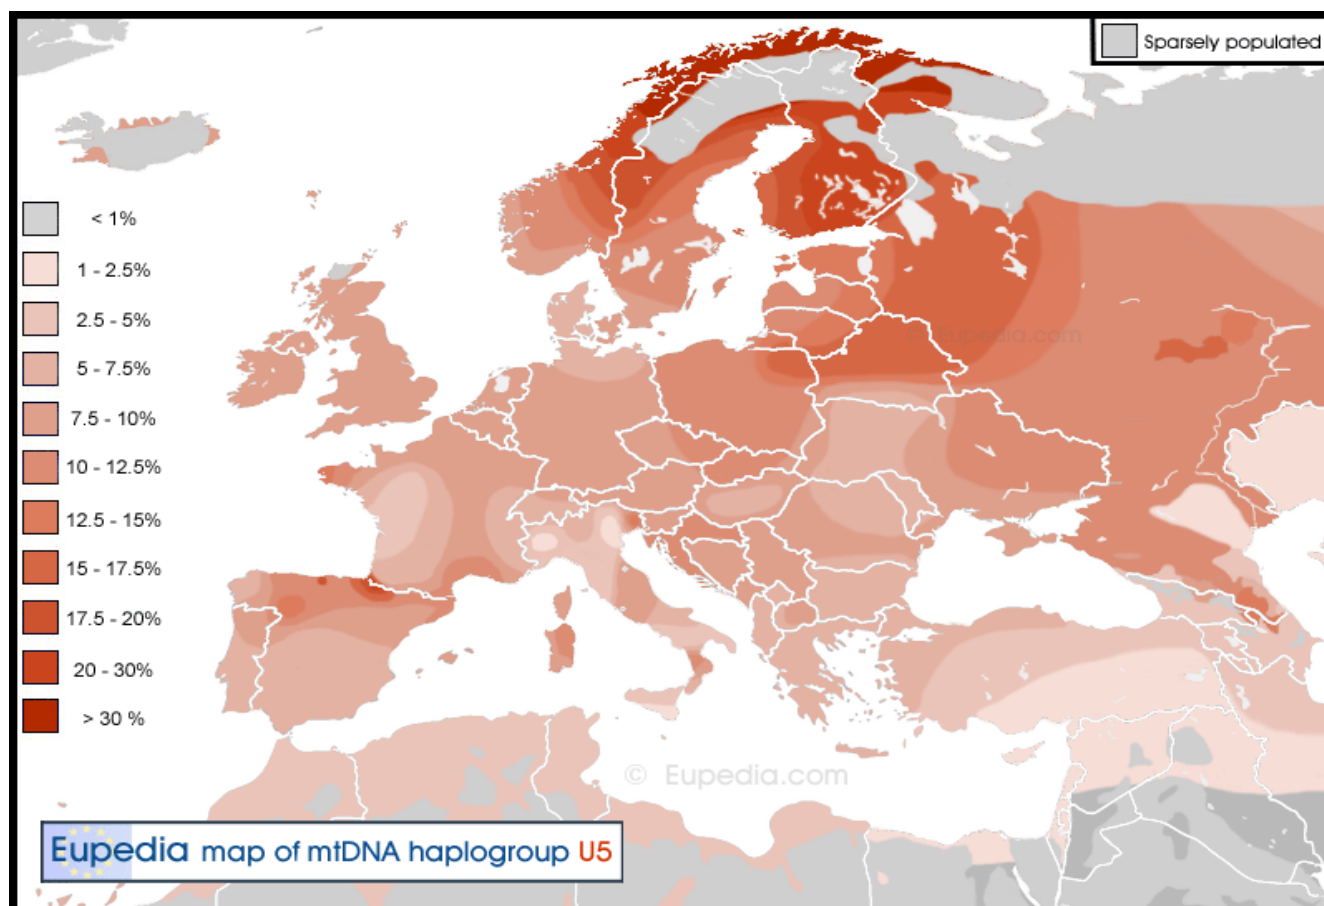 Sparsely populated
< 1%
1 - 2.5%
2.5 - 5%
5 - 7.5%
7.5 - 10%
10 - 12.5%
12.5 - 15%
15 - 17.5%
17.5 - 20%
20 - 30%
> 30 %
© Eupedia.com
© Eupedia.com
Eupedia map of mtDNA haplogroup U5